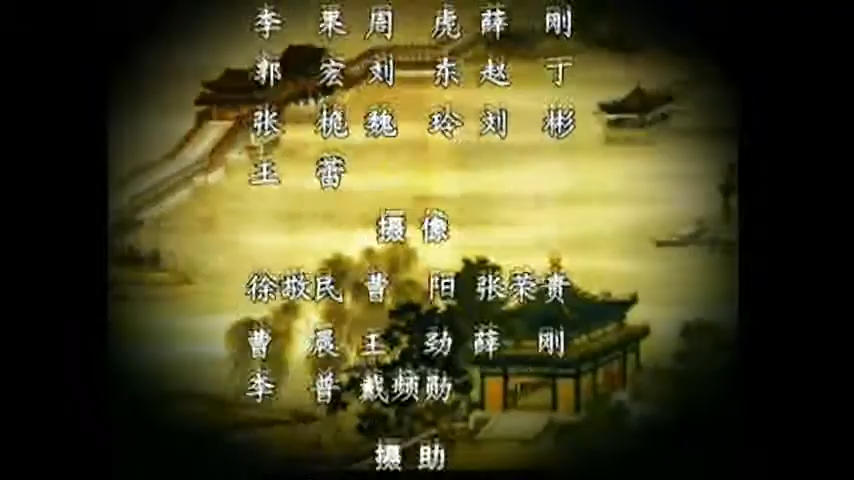 李果 周虎 薛刚
郭宏 刘东 赵丁
张桅 魏玲 刘彬
王蕾
摄像
徐敬民 曹阳 张荣贵
曹晨 王劲 薛刚
李普 戴频勋
摄助